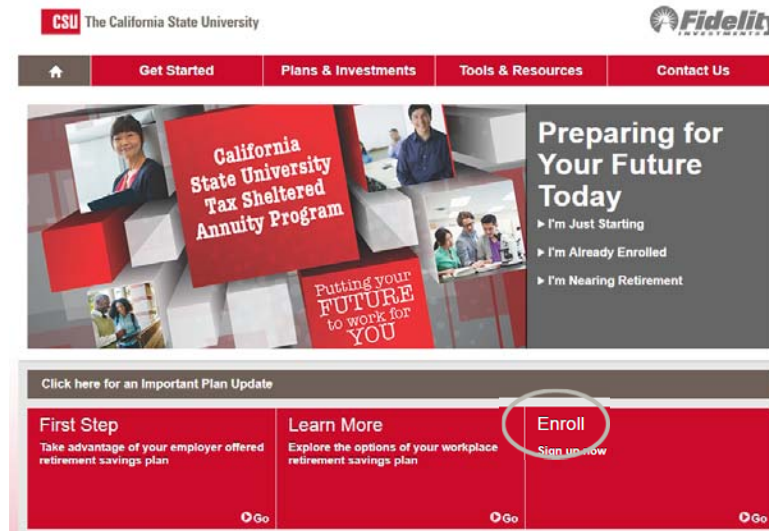 CSU The California State University
Fidelity
INVESTMENTS
Get Started
Plans & Investments
Tools & Resources
Contact Us
California
State University
Tax Sheltered
Annuity Program
Putting your
FUTURE
to work for
YOU
Preparing for
Your Future
Today
I'm Just Starting
I'm Already Enrolled
I'm Nearing Retirement
Click here for an Important Plan Update
First Step
Take advantage of your employer offered
retirement savings plan
Go
Learn More
Explore the options of your workplace
retirement savings plan
Go
Enroll
Sign up now
Go